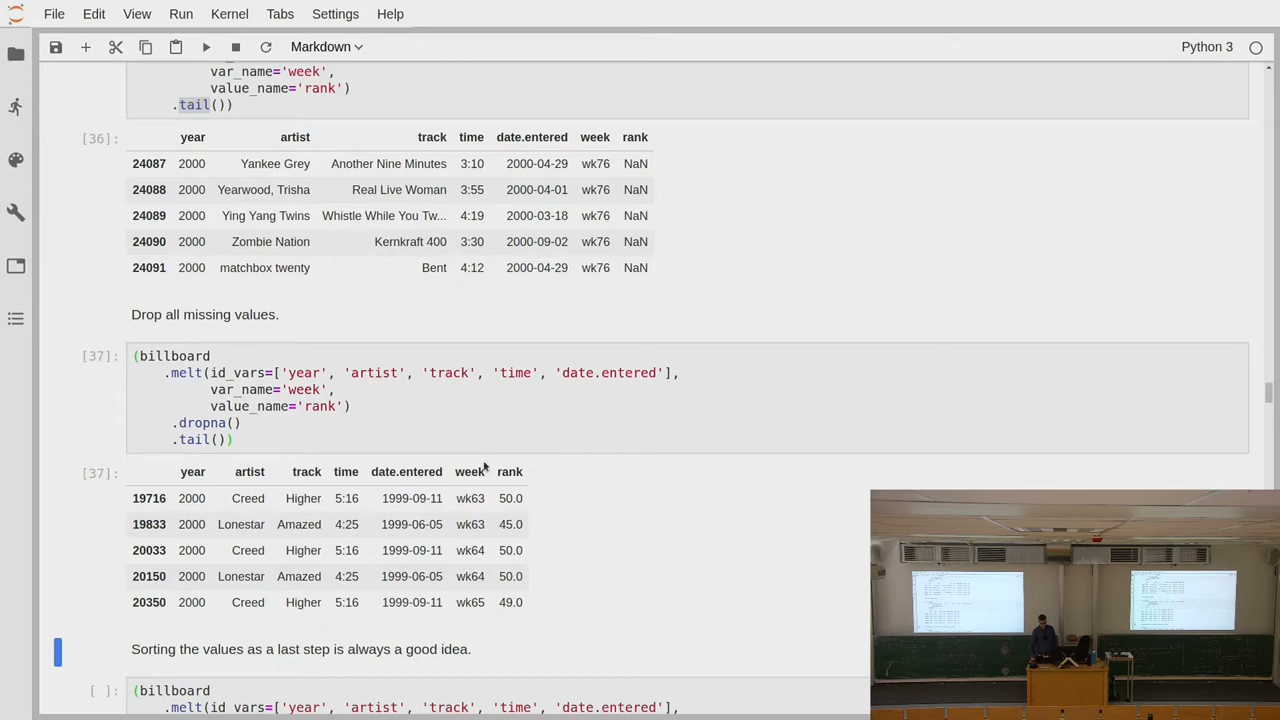 File Edit View Run Kernel Tabs Settings Help
Markdown Python 3
var_name='week',
value_name='rank')
.tail())
[36]:
year artist track time date.entered week rank
24087 2000 Yankee Grey Another Nine Minutes 3:10 2000-04-29 wk76 NaN
24088 2000 Yearwood, Trisha Real Live Woman 3:55 2000-04-01 wk76 NaN
24089 2000 Ying Yang Twins Whistle While You Tw... 4:19 2000-03-18 wk76 NaN
24090 2000 Zombie Nation Kernkraft 400 3:30 2000-09-02 wk76 NaN
24091 2000 matchbox twenty Bent 4:12 2000-04-29 wk76 NaN
Drop all missing values.
[37]: (billboard
.melt(id_vars=['year', 'artist', 'track', 'time', 'date.entered'],
var_name='week',
value_name='rank')
.dropna()
.tail())
[37]:
year artist track time date.entered week rank
19716 2000 Creed Higher 5:16 1999-09-11 wk63 50.0
19833 2000 Lonestar Amazed 4:25 1999-06-05 wk63 45.0
20033 2000 Creed Higher 5:16 1999-09-11 wk64 50.0
20150 2000 Lonestar Amazed 4:25 1999-06-05 wk64 50.0
20350 2000 Creed Higher 5:16 1999-09-11 wk65 49.0
Sorting the values as a last step is always a good idea.
[ ]: (billboard
.melt(id_vars=['year', 'artist', 'track', 'time', 'date.entered'],